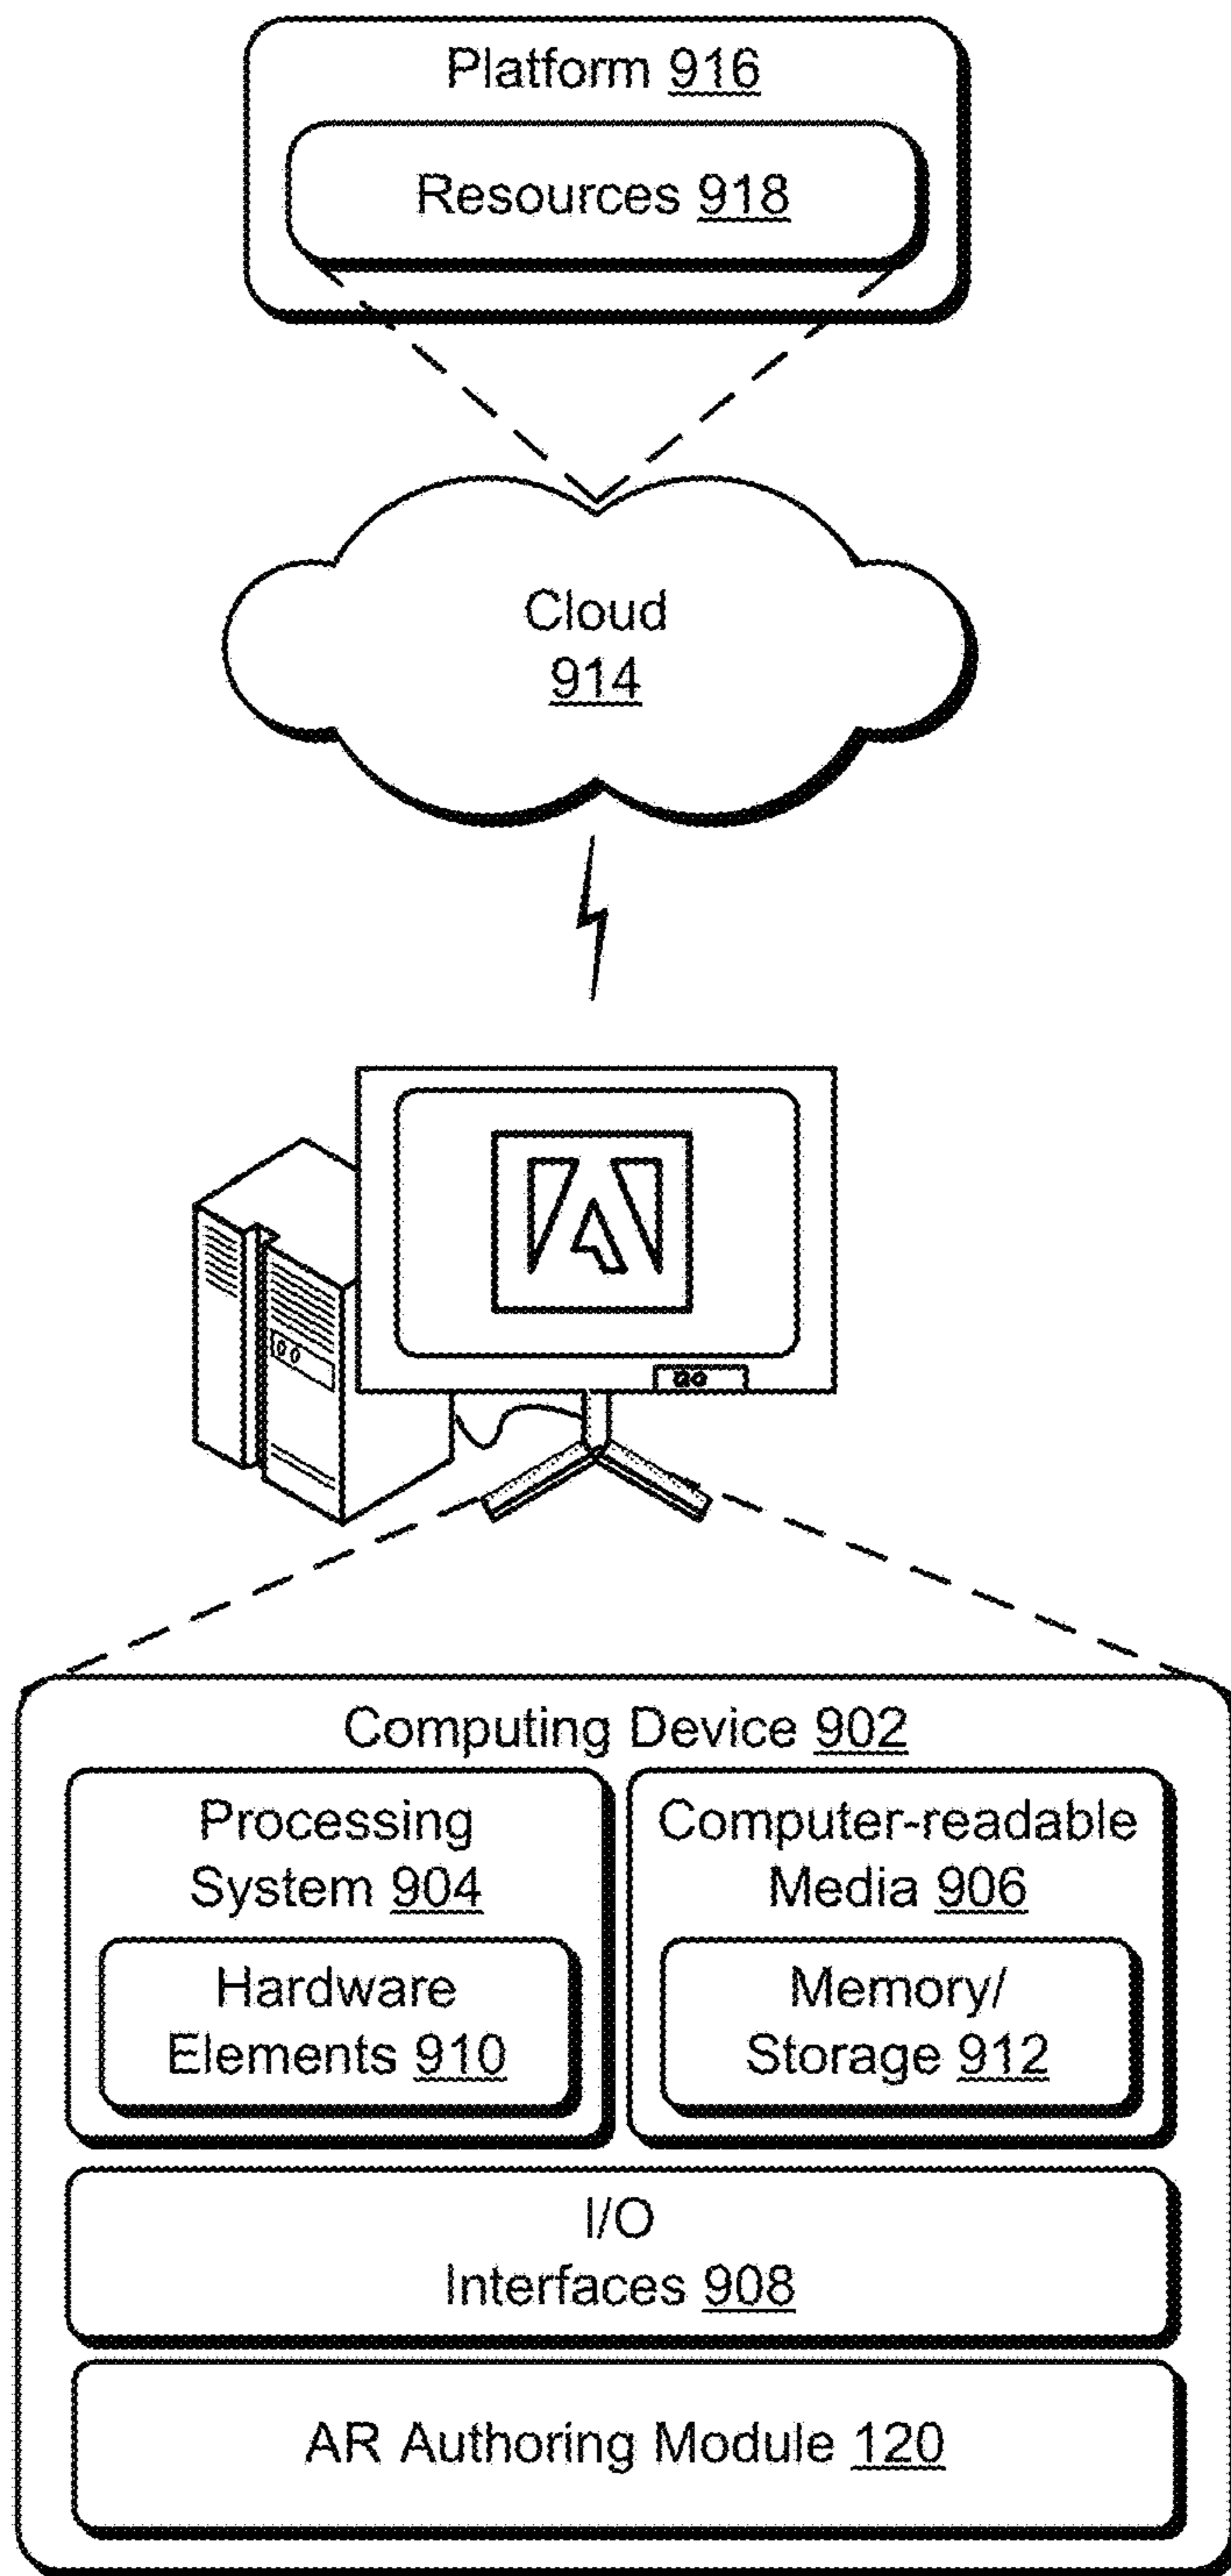 Platform 916
Resources 918
Cloud
914
Computing Device 902
Processing
System 904
Hardware
Elements 910
Computer-readable
Media 906
Memory/
Storage 912
I/O
Interfaces 908
AR Authoring Module 120